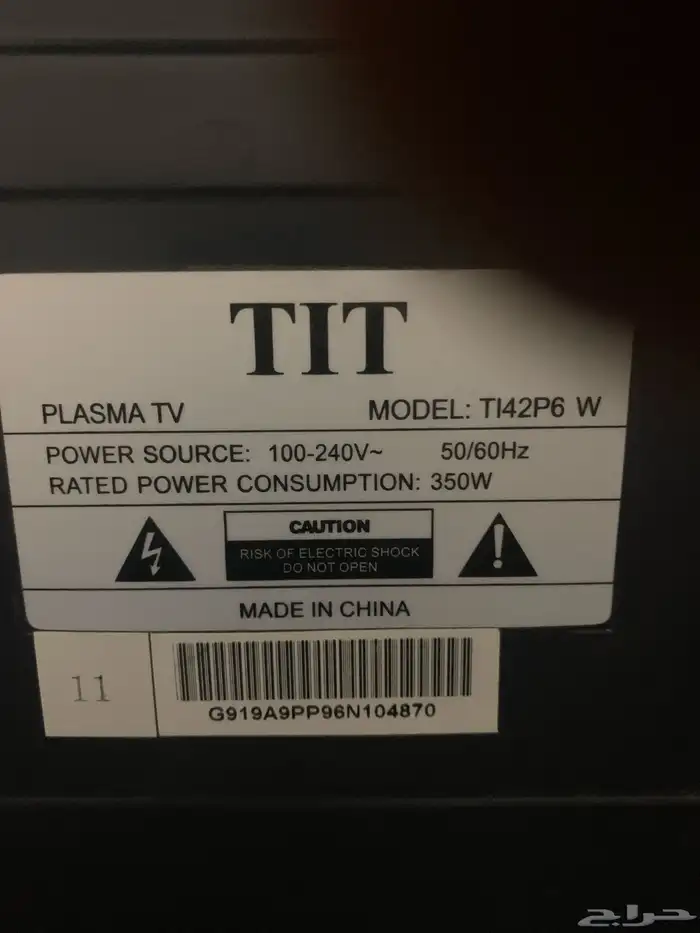 TIT
PLASMA TV MODEL: TI42P6 W
POWER SOURCE: 100-240V~ 50/60Hz
RATED POWER CONSUMPTION: 350W
CAUTION
RISK OF ELECTRIC SHOCK
DO NOT OPEN
MADE IN CHINA
11
G919A9PP96N104870
حراج